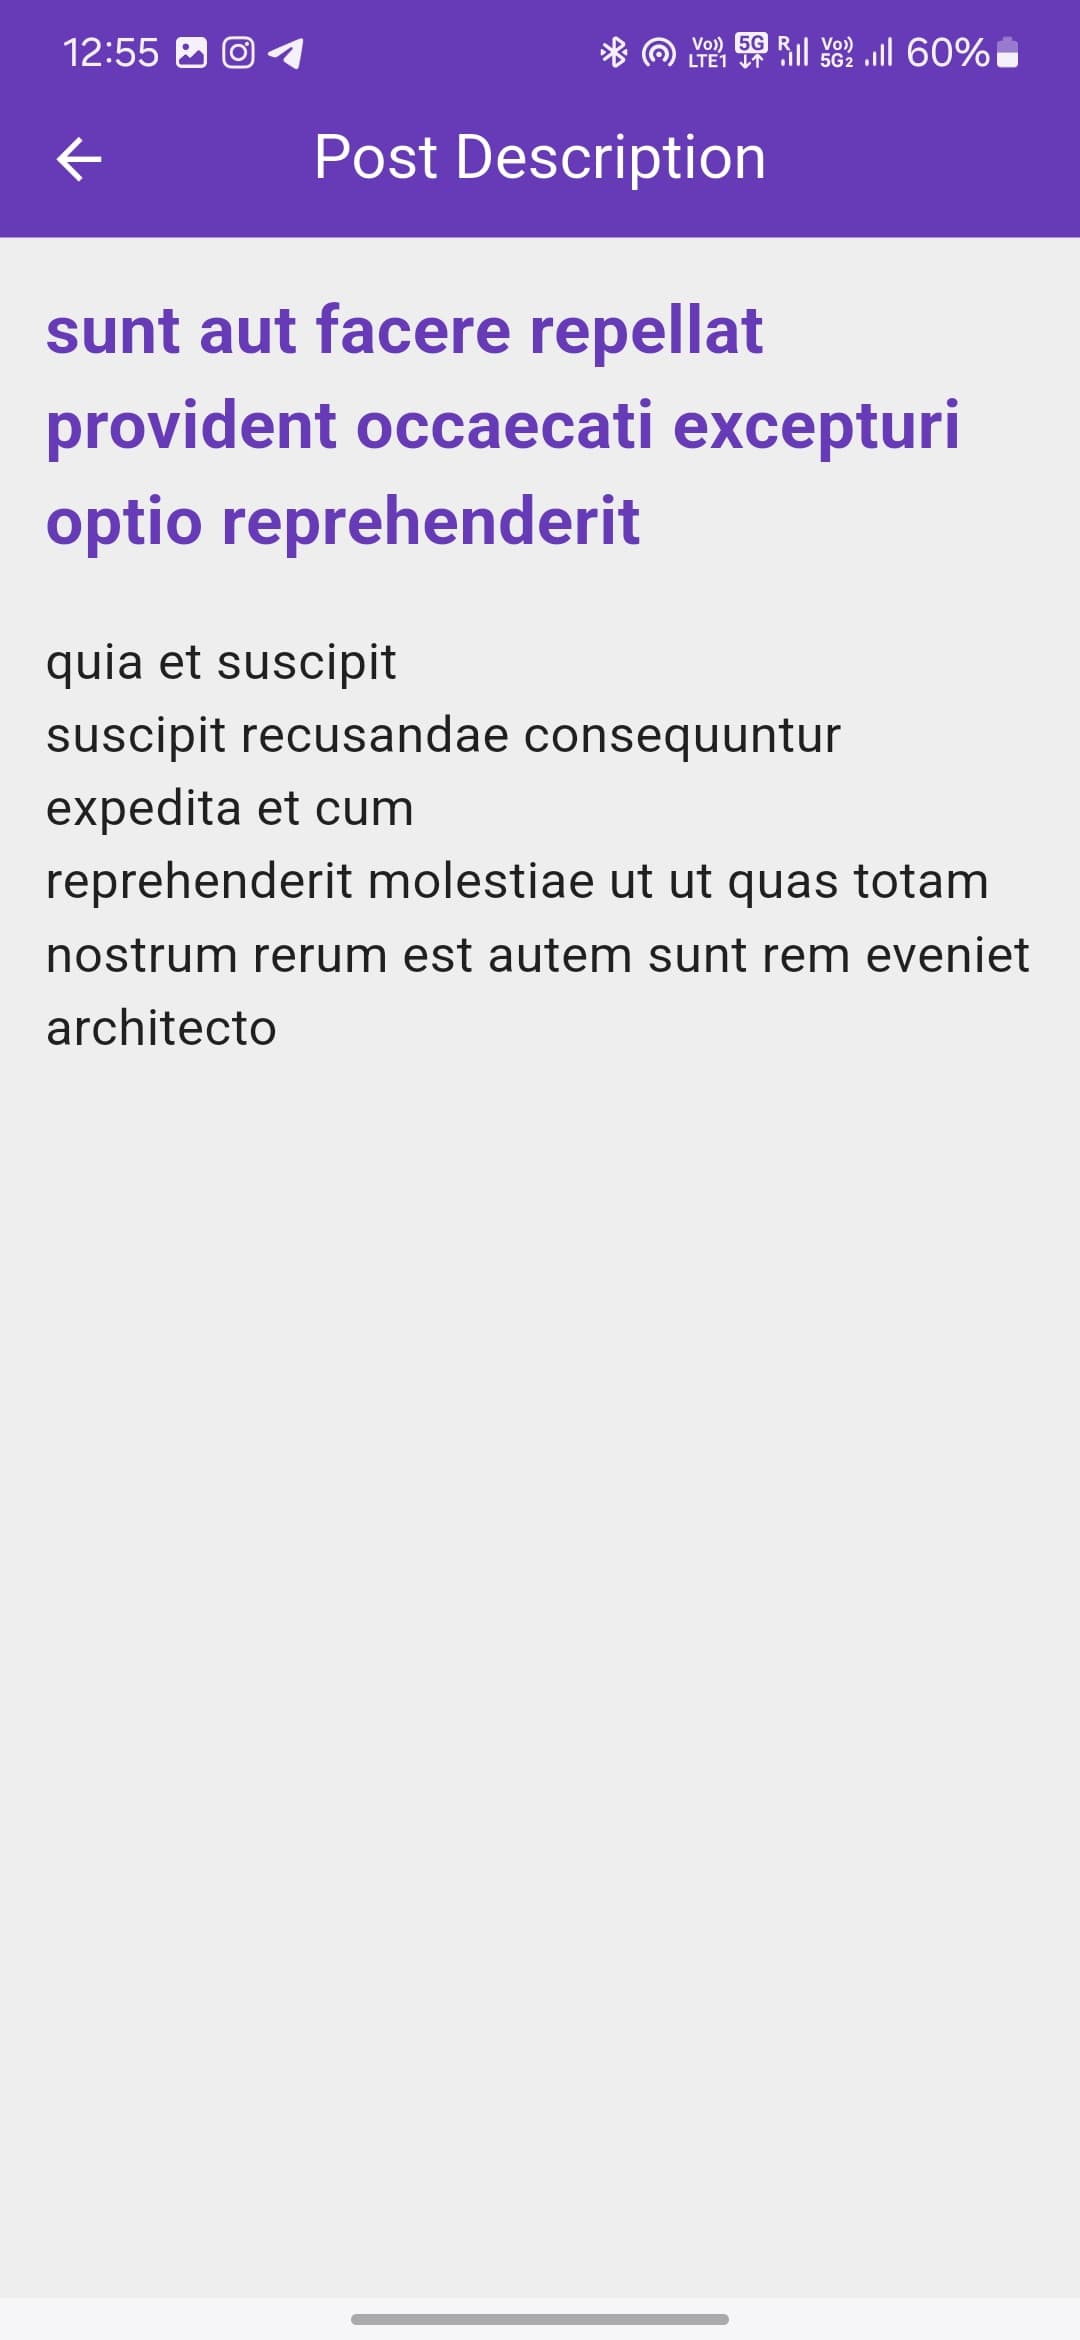 12:55 Vo)) LTE1 5G R Vo)) 5G2 60%
Post Description
sunt aut facere repellat
provident occaecati excepturi
optio reprehenderit
quia et suscipit
suscipit recusandae consequuntur
expedita et cum
reprehenderit molestiae ut ut quas totam
nostrum rerum est autem sunt rem eveniet
architecto